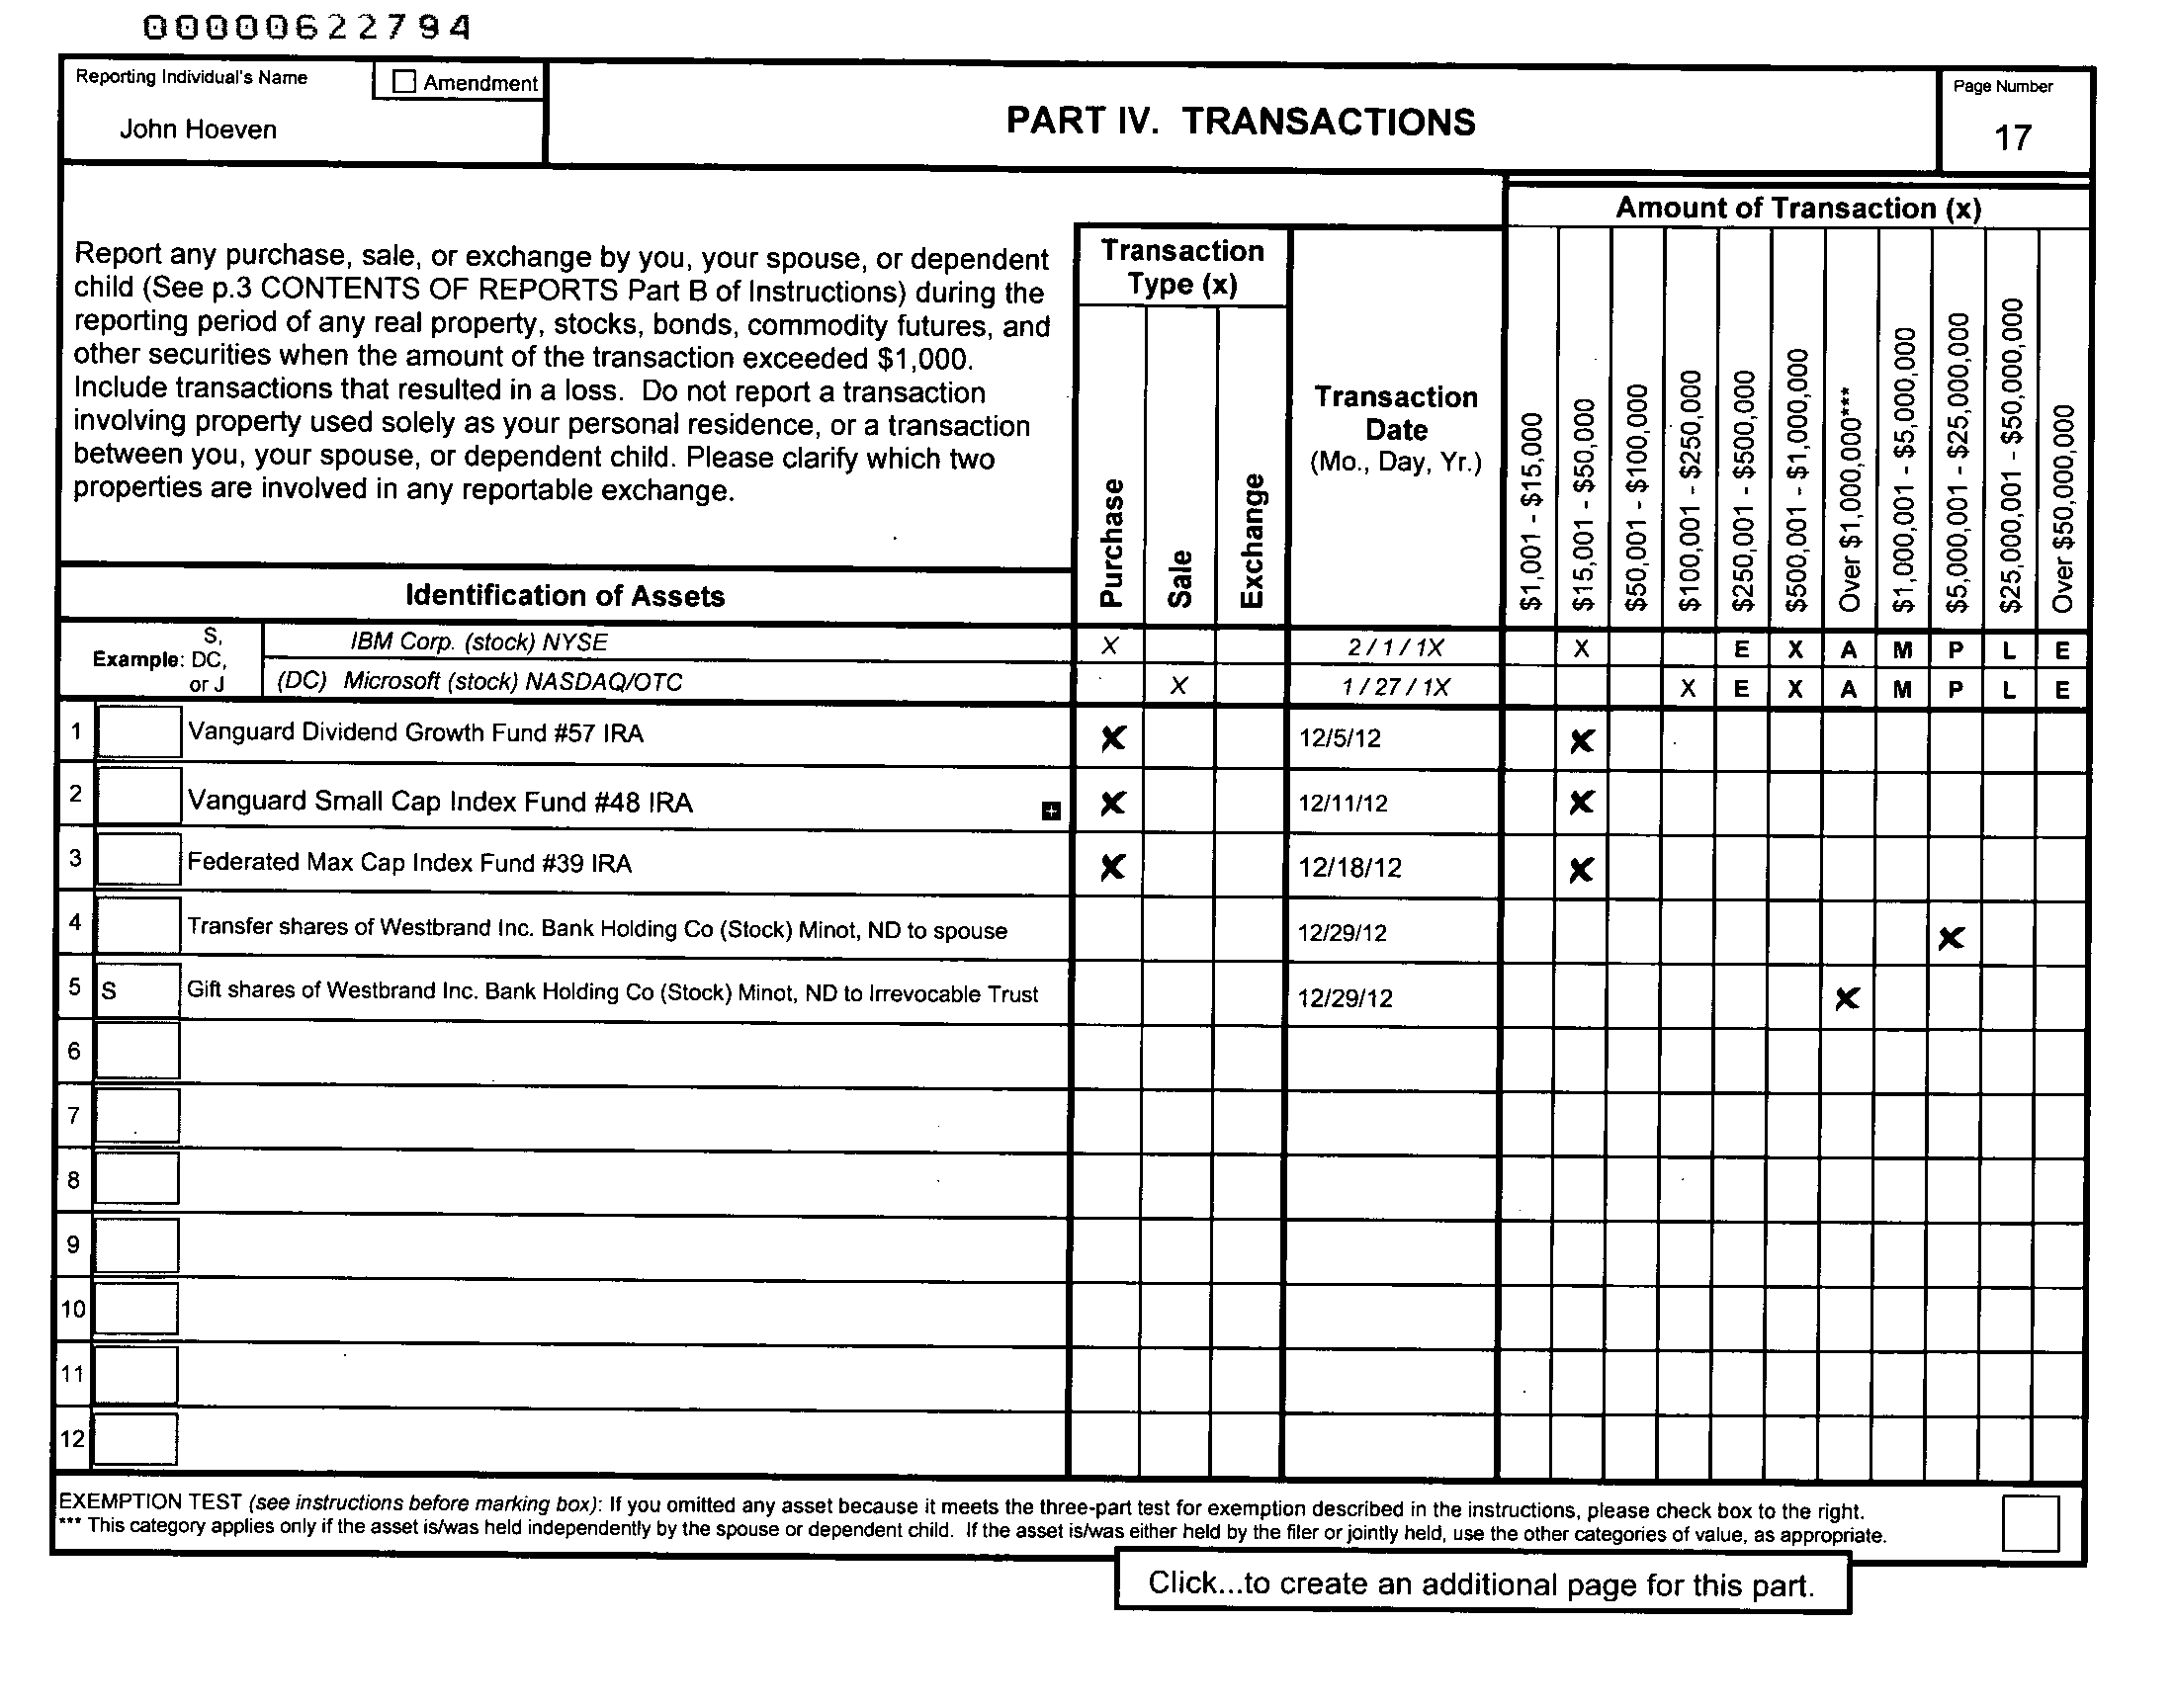 00000622794
Reporting Individual's Name
Amendment
John Hoeven
PART IV. TRANSACTIONS
Page Number
17
Report any purchase, sale, or exchange by you, your spouse, or dependent
child (See p.3 CONTENTS OF REPORTS Part B of Instructions) during the
reporting period of any real property, stocks, bonds, commodity futures, and
other securities when the amount of the transaction exceeded $1,000.
Include transactions that resulted in a loss. Do not report a transaction
involving property used solely as your personal residence, or a transaction
between you, your spouse, or dependent child. Please clarify which two
properties are involved in any reportable exchange.
Identification of Assets
Transaction
Type (x)
Purchase
Sale
Exchange
Transaction
Date
(Mo., Day, Yr.)
Amount of Transaction (x)
$1,001 - $15,000
$15,001 - $50,000
$50,001 - $100,000
$100,001 - $250,000
$250,001 - $500,000
$500,001 - $1,000,000
Over $1,000,000***
$1,000,001 - $5,000,000
$5,000,001 - $25,000,000
$25,000,001 - $50,000,000
Over $50,000,000
Example: S, DC, or J
IBM Corp. (stock) NYSE X 2 / 1 / 1X X E X A M P L E
(DC) Microsoft (stock) NASDAQ/OTC X 1 / 27 / 1X X E X A M P L E
1 Vanguard Dividend Growth Fund #57 IRA X 12/5/12 X
2 Vanguard Small Cap Index Fund #48 IRA + X 12/11/12 X
3 Federated Max Cap Index Fund #39 IRA X 12/18/12 X
4 Transfer shares of Westbrand Inc. Bank Holding Co (Stock) Minot, ND to spouse 12/29/12 X
5 S Gift shares of Westbrand Inc. Bank Holding Co (Stock) Minot, ND to Irrevocable Trust 12/29/12 X
6
7
8
9
10
11
12
EXEMPTION TEST (see instructions before marking box): If you omitted any asset because it meets the three-part test for exemption described in the instructions, please check box to the right.
*** This category applies only if the asset is/was held independently by the spouse or dependent child. If the asset is/was either held by the filer or jointly held, use the other categories of value, as appropriate.
Click...to create an additional page for this part.